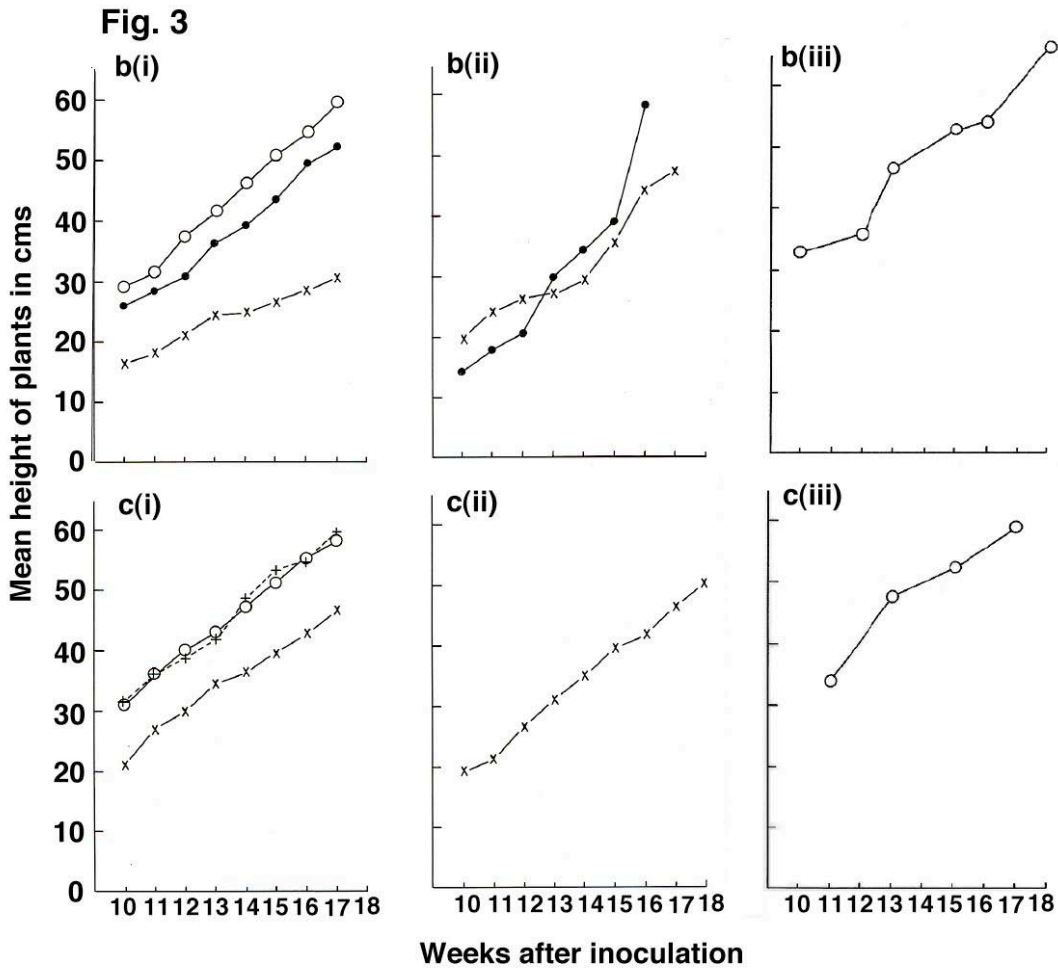 Fig. 3
b(i)
b(ii)
b(iii)
60
50
40
30
20
10
0
Mean height of plants in cms
c(i)
c(ii)
c(iii)
60
50
40
30
20
10
0
10 11 12 13 14 15 16 17 18
10 11 12 13 14 15 16 17 18
10 11 12 13 14 15 16 17 18
Weeks after inoculation